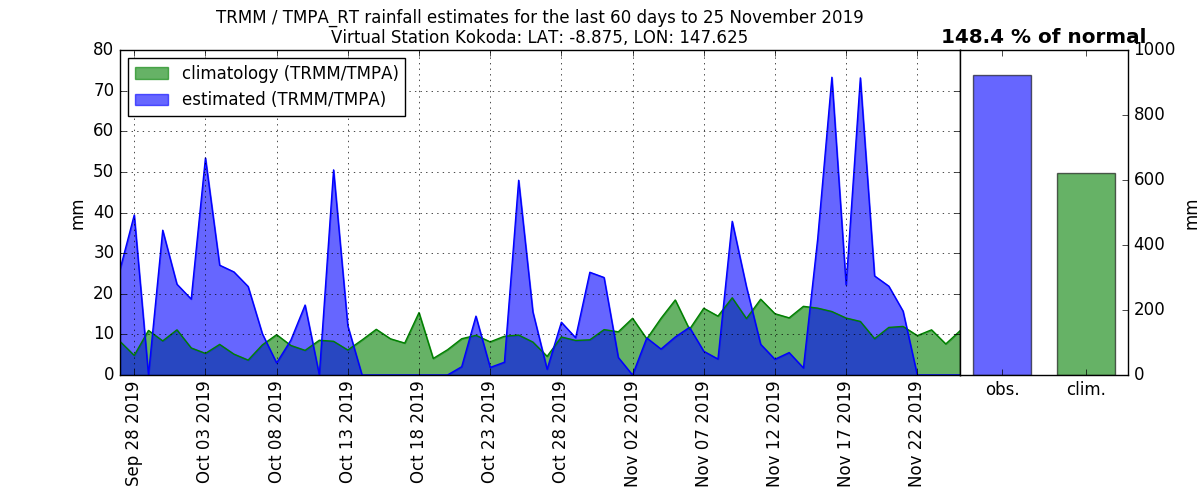 TRMM / TMPA_RT rainfall estimates for the last 60 days to 25 November 2019
Virtual Station Kokoda: LAT: -8.875, LON: 147.625
148.4 % of normal
climatology (TRMM/TMPA)
estimated (TRMM/TMPA)
mm
80
70
60
50
40
30
20
10
0
Sep 28 2019
Oct 03 2019
Oct 08 2019
Oct 13 2019
Oct 18 2019
Oct 23 2019
Oct 28 2019
Nov 02 2019
Nov 07 2019
Nov 12 2019
Nov 17 2019
Nov 22 2019
1000
800
600
400
200
0
mm
obs.
clim.